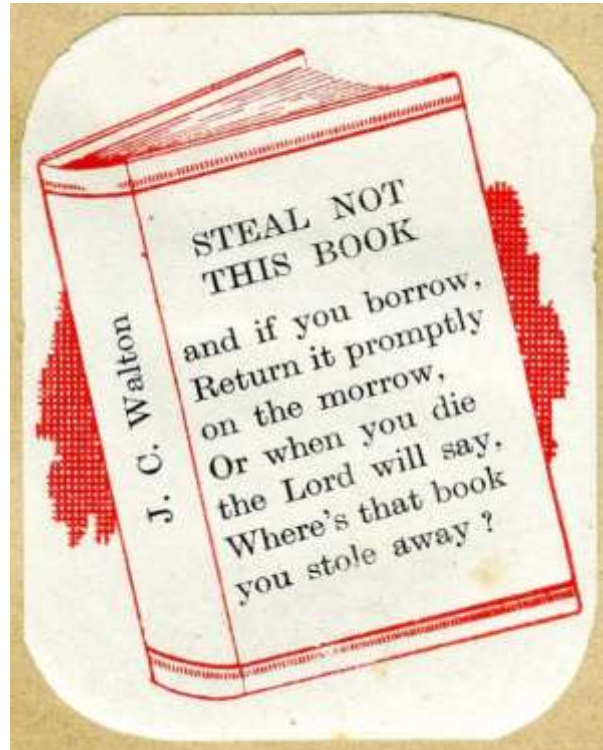 J. C. Walton
STEAL NOT
THIS BOOK
and if you borrow,
Return it promptly
on the morrow,
Or when you die
the Lord will say,
Where's that book
you stole away ?